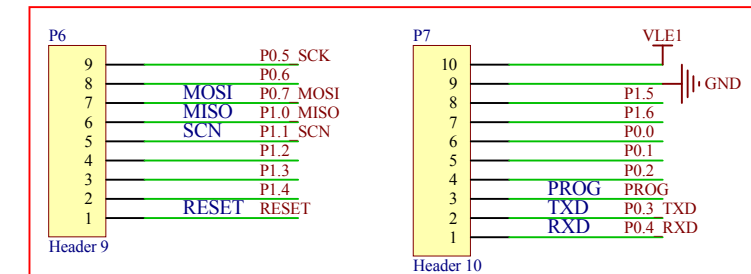 P6
9 P0.5_SCK
8 P0.6
7 MOSI P0.7_MOSI
6 MISO P1.0_MISO
5 SCN P1.1_SCN
4 P1.2
3 P1.3
2 P1.4
1 RESET RESET
Header 9
P7 VLE1
10
9 GND
8 P1.5
7 P1.6
6 P0.0
5 P0.1
4 P0.2
3 PROG PROG
2 TXD P0.3_TXD
1 RXD P0.4_RXD
Header 10